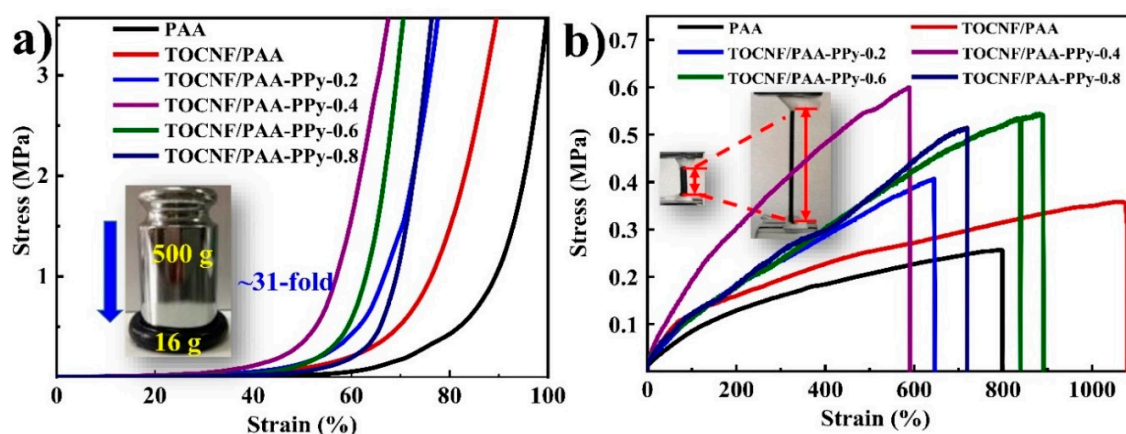 a)
PAA
TOCNF/PAA
TOCNF/PAA-PPy-0.2
TOCNF/PAA-PPy-0.4
TOCNF/PAA-PPy-0.6
TOCNF/PAA-PPy-0.8
500 g
~31-fold
16 g
3
2
1
Stress (MPa)
0 20 40 60 80 100
Strain (%)
b)
PAA TOCNF/PAA
TOCNF/PAA-PPy-0.2 TOCNF/PAA-PPy-0.4
TOCNF/PAA-PPy-0.6 TOCNF/PAA-PPy-0.8
0.7
0.6
0.5
0.4
0.3
0.2
0.1
Stress (MPa)
0 200 400 600 800 1000
Strain (%)